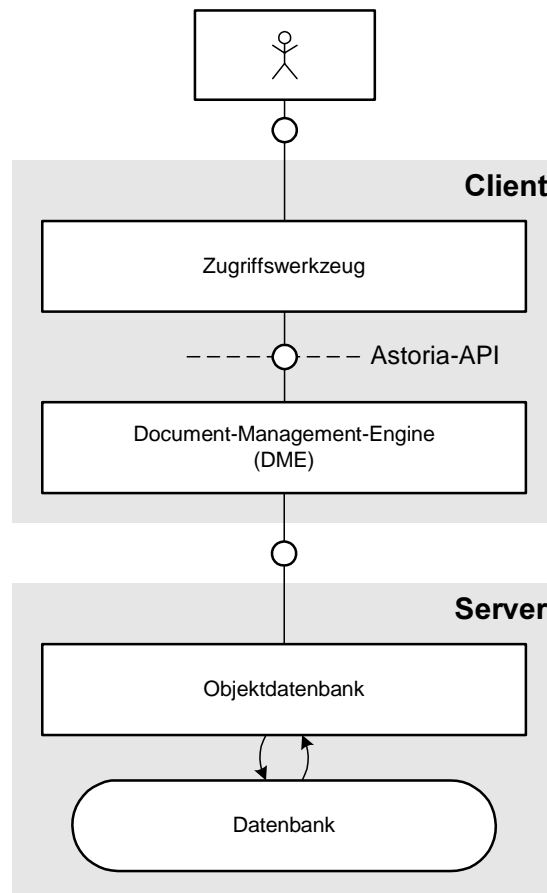 Client
Zugriffswerkzeug
Astoria-API
Document-Management-Engine
(DME)
Server
Objektdatenbank
Datenbank